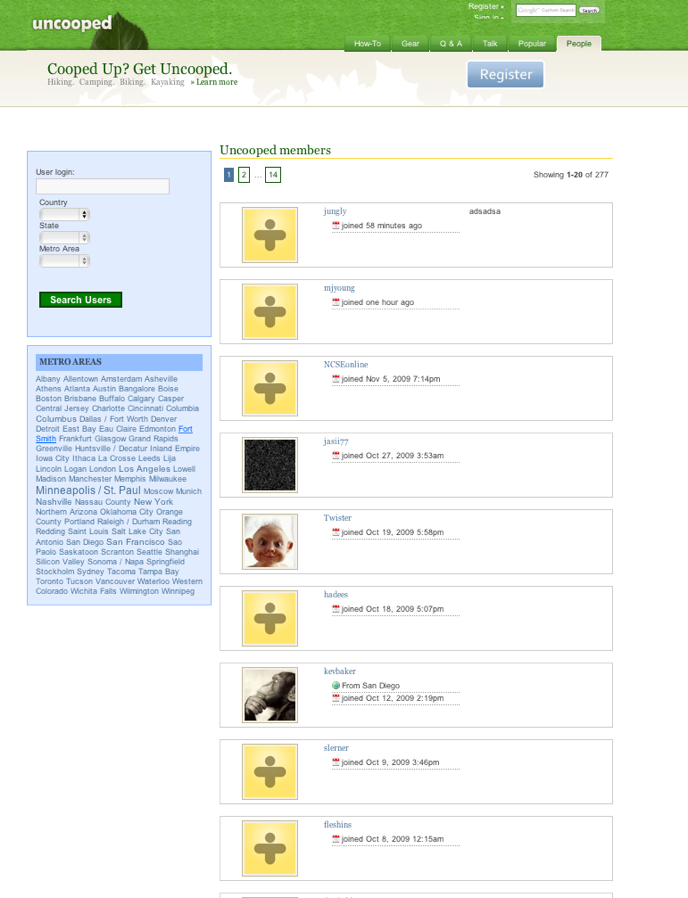 uncooped
Register •
Sign in •
Google™ Custom Search
Search
How-To Gear Q & A Talk Popular People
Cooped Up? Get Uncooped.
Hiking. Camping. Biking. Kayaking » Learn more
Register
User login:
Country
State
Metro Area
Search Users
METRO AREAS
Albany Allentown Amsterdam Asheville
Athens Atlanta Austin Bangalore Boise
Boston Brisbane Buffalo Calgary Casper
Central Jersey Charlotte Cincinnati Columbia
Columbus Dallas / Fort Worth Denver
Detroit East Bay Eau Claire Edmonton Fort
Smith Frankfurt Glasgow Grand Rapids
Greenville Huntsville / Decatur Inland Empire
Iowa City Ithaca La Crosse Leeds Lija
Lincoln Logan London Los Angeles Lowell
Madison Manchester Memphis Milwaukee
Minneapolis / St. Paul Moscow Munich
Nashville Nassau County New York
Northern Arizona Oklahoma City Orange
County Portland Raleigh / Durham Reading
Redding Saint Louis Salt Lake City San
Antonio San Diego San Francisco Sao
Paolo Saskatoon Scranton Seattle Shanghai
Silicon Valley Sonoma / Napa Springfield
Stockholm Sydney Tacoma Tampa Bay
Toronto Tucson Vancouver Waterloo Western
Colorado Wichita Falls Wilmington Winnipeg
Uncooped members
1 2 ... 14
Showing 1-20 of 277
jungly
joined 58 minutes ago
adsadsa
mjyoung
joined one hour ago
NCSEonline
joined Nov 5, 2009 7:14pm
jasii77
joined Oct 27, 2009 3:53am
Twister
joined Oct 19, 2009 5:58pm
hadees
joined Oct 18, 2009 5:07pm
kevbaker
From San Diego
joined Oct 12, 2009 2:19pm
slerner
joined Oct 9, 2009 3:46pm
fleshins
joined Oct 8, 2009 12:15am